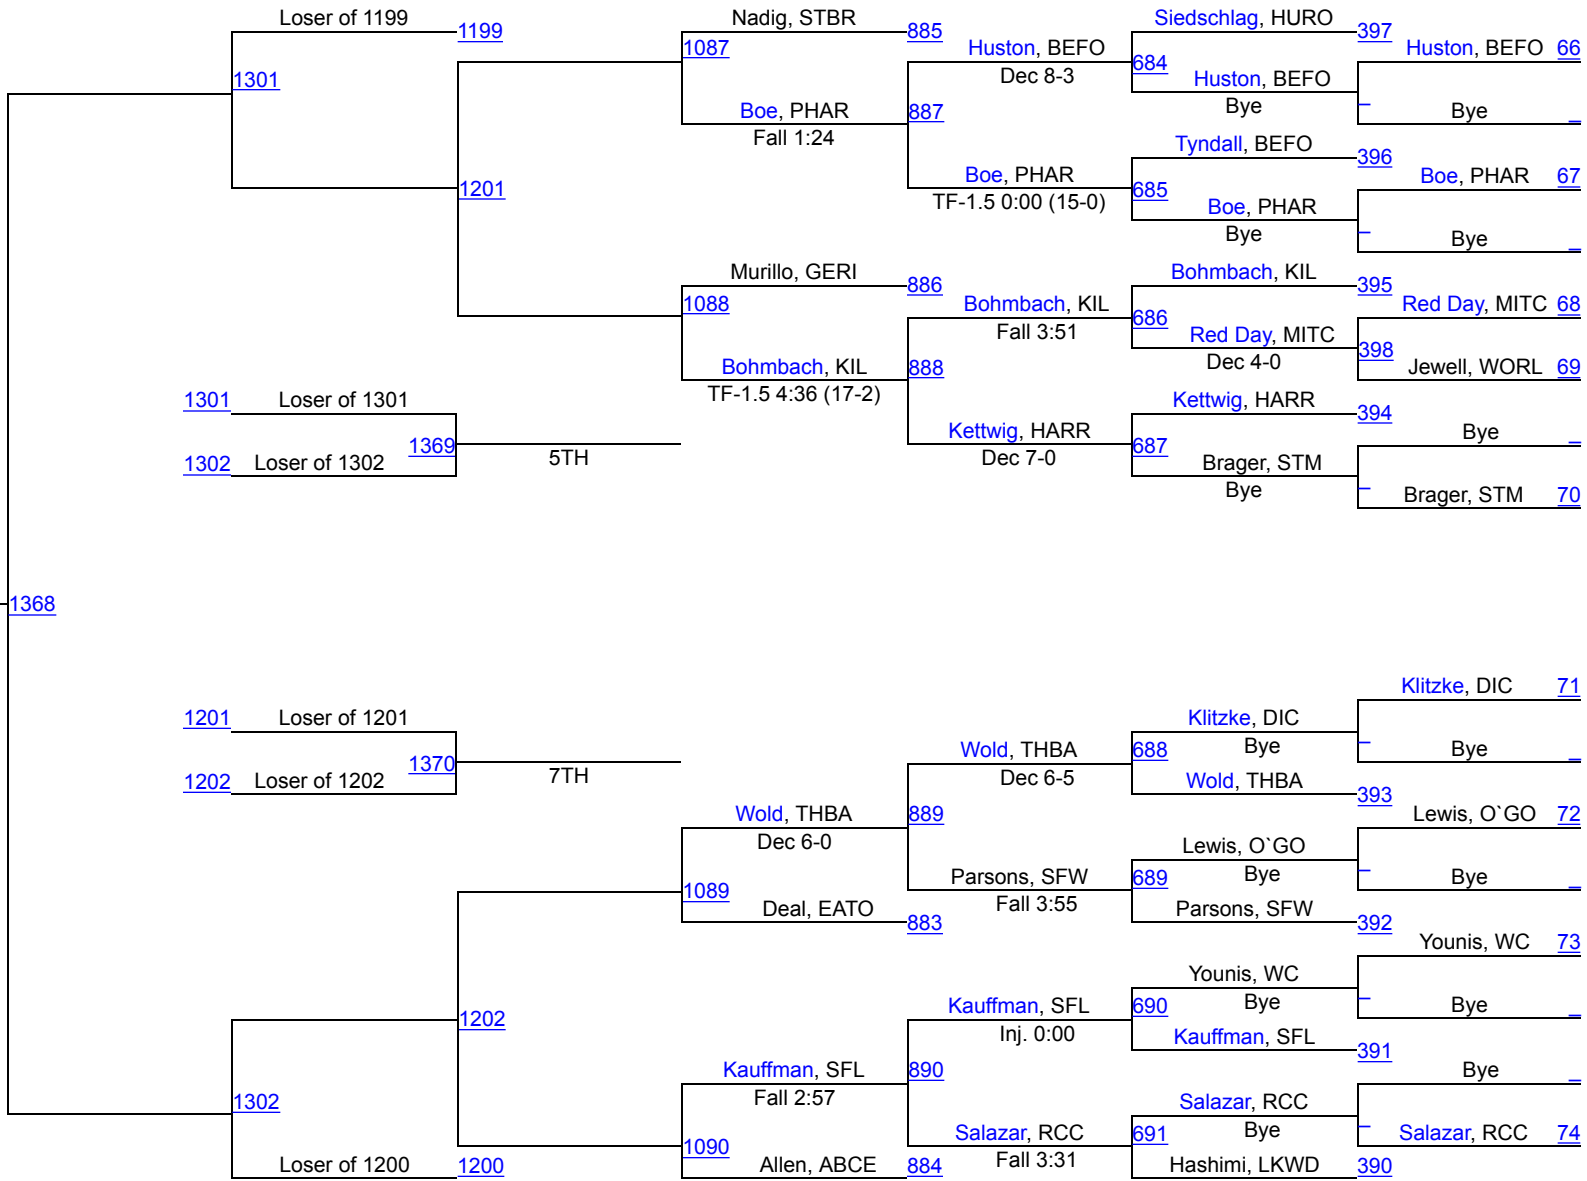 Loser of 1199
1199
1301
1201
1301 Loser of 1301
1369
1302 Loser of 1302
5TH
1368
1201 Loser of 1201
1370
1202 Loser of 1202
7TH
1202
1302
Loser of 1200
1200
Nadig, STBR
885
1087
Boe, PHAR
Fall 1:24
887
Murillo, GERI
886
1088
Bohmbach, KIL
TF-1.5 4:36 (17-2)
888
Wold, THBA
Dec 6-0
889
1089
Deal, EATO
883
Kauffman, SFL
Fall 2:57
890
1090
Allen, ABCE
884
Huston, BEFO
Dec 8-3
684
Boe, PHAR
TF-1.5 0:00 (15-0)
685
Bohmbach, KIL
Fall 3:51
686
Kettwig, HARR
Dec 7-0
687
Wold, THBA
Dec 6-5
688
Parsons, SFW
Fall 3:55
689
Kauffman, SFL
Inj. 0:00
690
Salazar, RCC
Fall 3:31
691
Siedschlag, HURO
397
Huston, BEFO
Bye
Tyndall, BEFO
396
Boe, PHAR
Bye
Bohmbach, KIL
395
Red Day, MITC
Dec 4-0
398
Kettwig, HARR
394
Brager, STM
Bye
Klitzke, DIC
Bye
Wold, THBA
393
Lewis, O`GO
Bye
Parsons, SFW
392
Younis, WC
Bye
Kauffman, SFL
391
Salazar, RCC
Bye
Hashimi, LKWD
390
Huston, BEFO 66
Bye
Boe, PHAR 67
Bye
Red Day, MITC 68
Jewell, WORL 69
Bye
Brager, STM 70
Klitzke, DIC 71
Bye
Lewis, O`GO 72
Bye
Younis, WC 73
Bye
Bye
Salazar, RCC 74